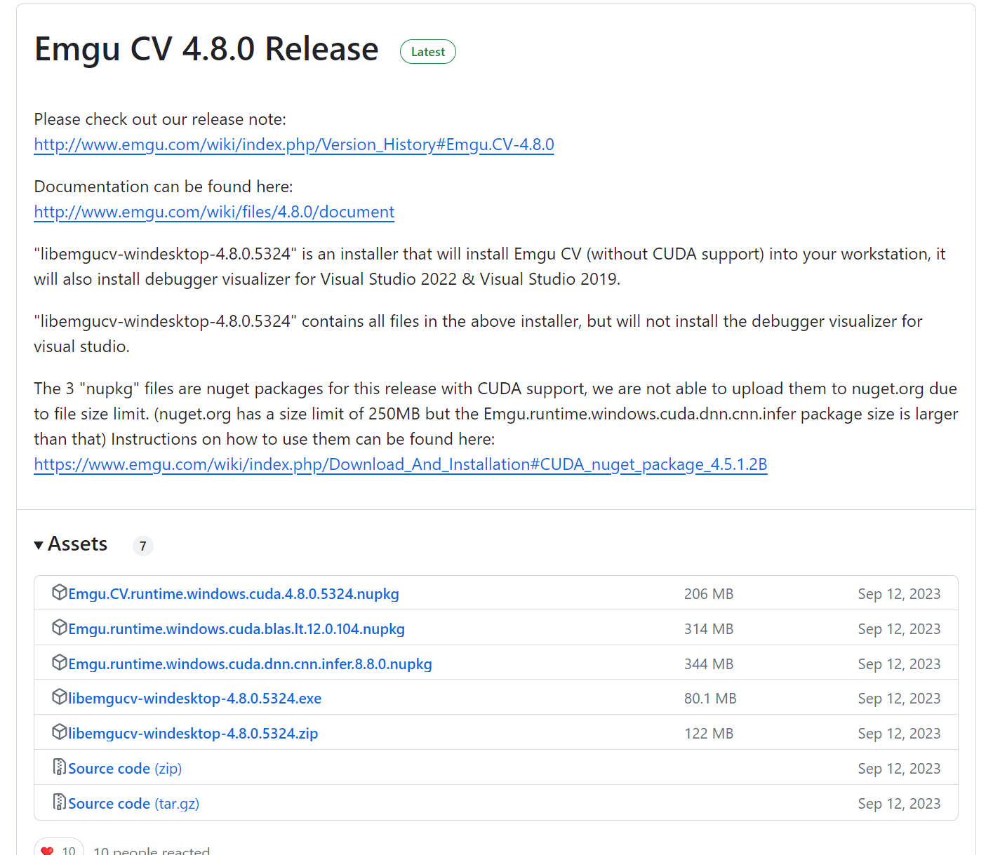 Emgu CV 4.8.0 Release Latest
Please check out our release note:
http://www.emgu.com/wiki/index.php/Version_History#Emgu.CV-4.8.0
Documentation can be found here:
http://www.emgu.com/wiki/files/4.8.0/document
"libemgucv-windesktop-4.8.0.5324" is an installer that will install Emgu CV (without CUDA support) into your workstation, it
will also install debugger visualizer for Visual Studio 2022 & Visual Studio 2019.
"libemgucv-windesktop-4.8.0.5324" contains all files in the above installer, but will not install the debugger visualizer for
visual studio.
The 3 "nupkg" files are nuget packages for this release with CUDA support, we are not able to upload them to nuget.org due
to file size limit. (nuget.org has a size limit of 250MB but the Emgu.runtime.windows.cuda.dnn.cnn.infer package size is larger
than that) Instructions on how to use them can be found here:
https://www.emgu.com/wiki/index.php/Download_And_Installation#CUDA_nuget_package_4.5.1.2B
Assets 7
Emgu.CV.runtime.windows.cuda.4.8.0.5324.nupkg 206 MB Sep 12, 2023
Emgu.runtime.windows.cuda.blas.lt.12.0.104.nupkg 314 MB Sep 12, 2023
Emgu.runtime.windows.cuda.dnn.cnn.infer.8.8.0.nupkg 344 MB Sep 12, 2023
libemgucv-windesktop-4.8.0.5324.exe 80.1 MB Sep 12, 2023
libemgucv-windesktop-4.8.0.5324.zip 122 MB Sep 12, 2023
Source code (zip) Sep 12, 2023
Source code (tar.gz) Sep 12, 2023
10 10 people reacted